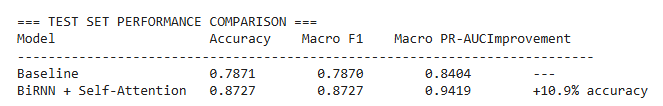 === TEST SET PERFORMANCE COMPARISON ===
Model Accuracy Macro F1 Macro PR-AUCImprovement
--------------------------------------------------------------------------
Baseline 0.7871 0.7870 0.8404 ---
BiRNN + Self-Attention 0.8727 0.8727 0.9419 +10.9% accuracy